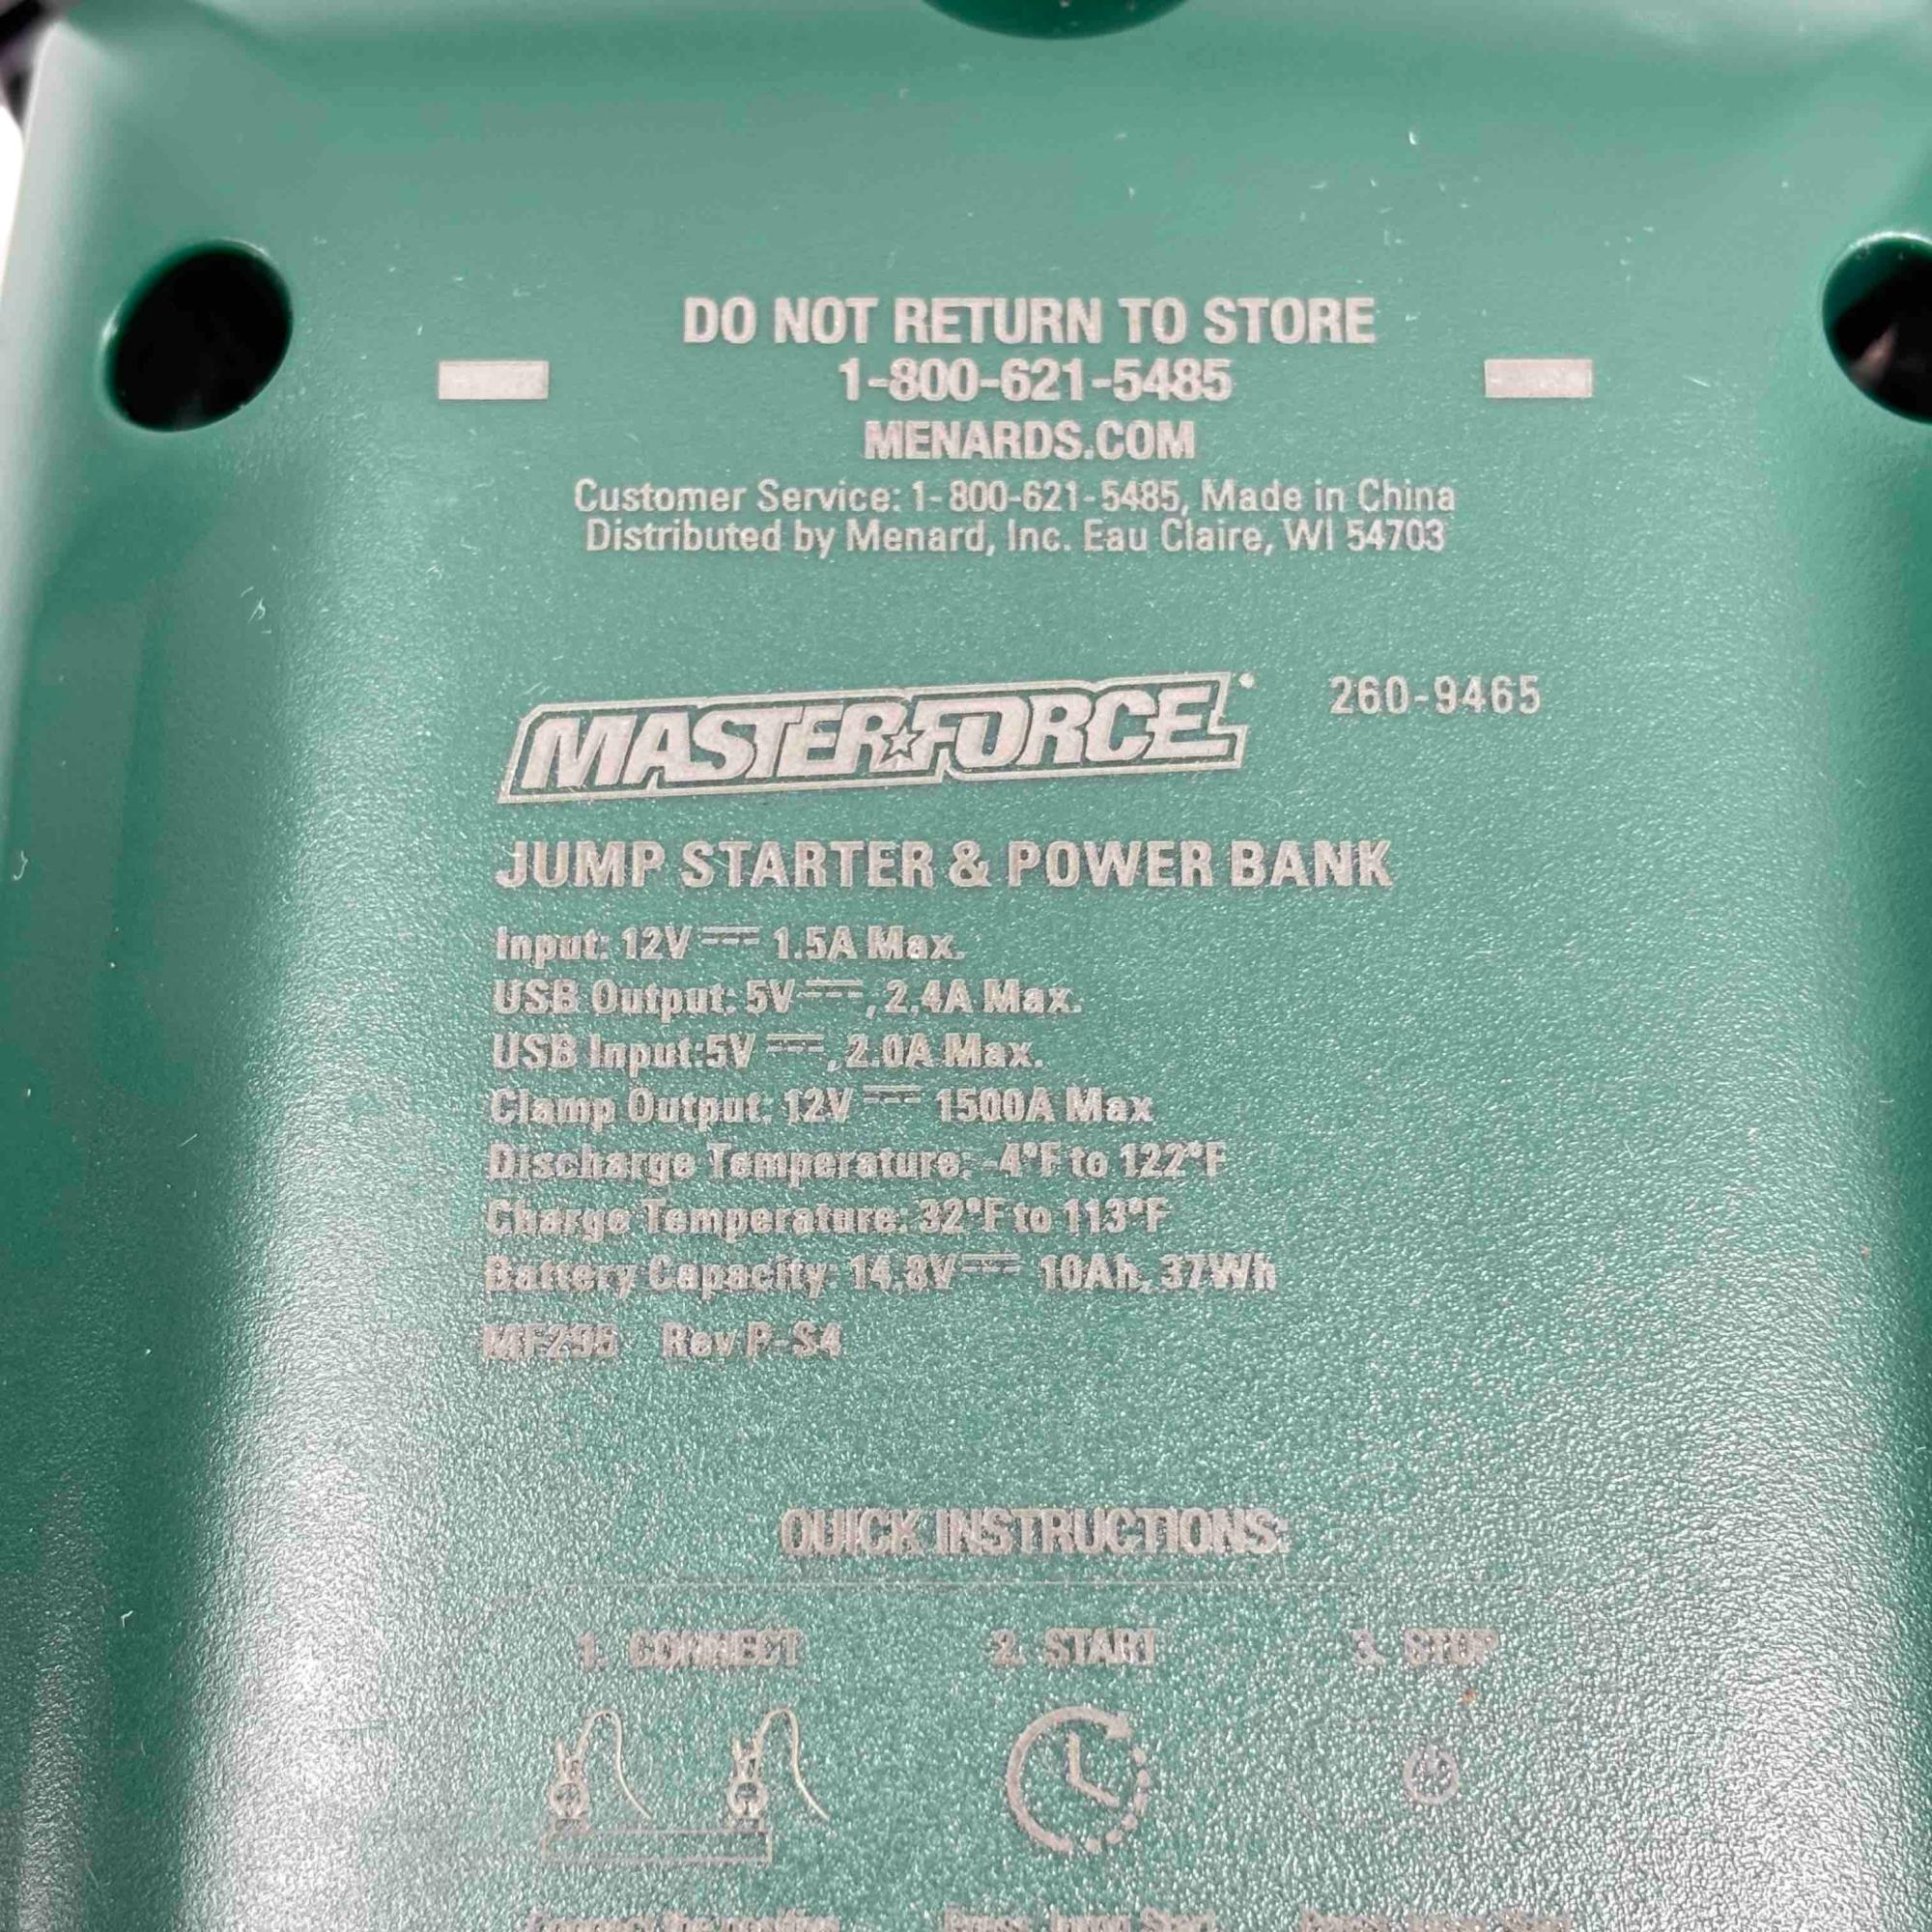 DO NOT RETURN TO STORE
1-800-621-5485
MENARDS.COM
Customer Service: 1-800-621-5485, Made in China
Distributed by Menard, Inc. Eau Claire, WI 54703
MASTERFORCE 260-9465
JUMP STARTER & POWER BANK
Input: 12V⎓ 1.5A Max.
USB Output: 5V⎓, 2.4A Max.
USB Input:5V⎓, 2.0A Max.
Clamp Output: 12V⎓ 1500A Max
Discharge Temperature: -4°F to 122°F
Charge Temperature: 32°F to 113°F
Battery Capacity: 14.8V⎓ 10Ah, 37Wh
MF295 Rev P-S4
QUICK INSTRUCTIONS:
1. CONNECT 2. START 3. STOP